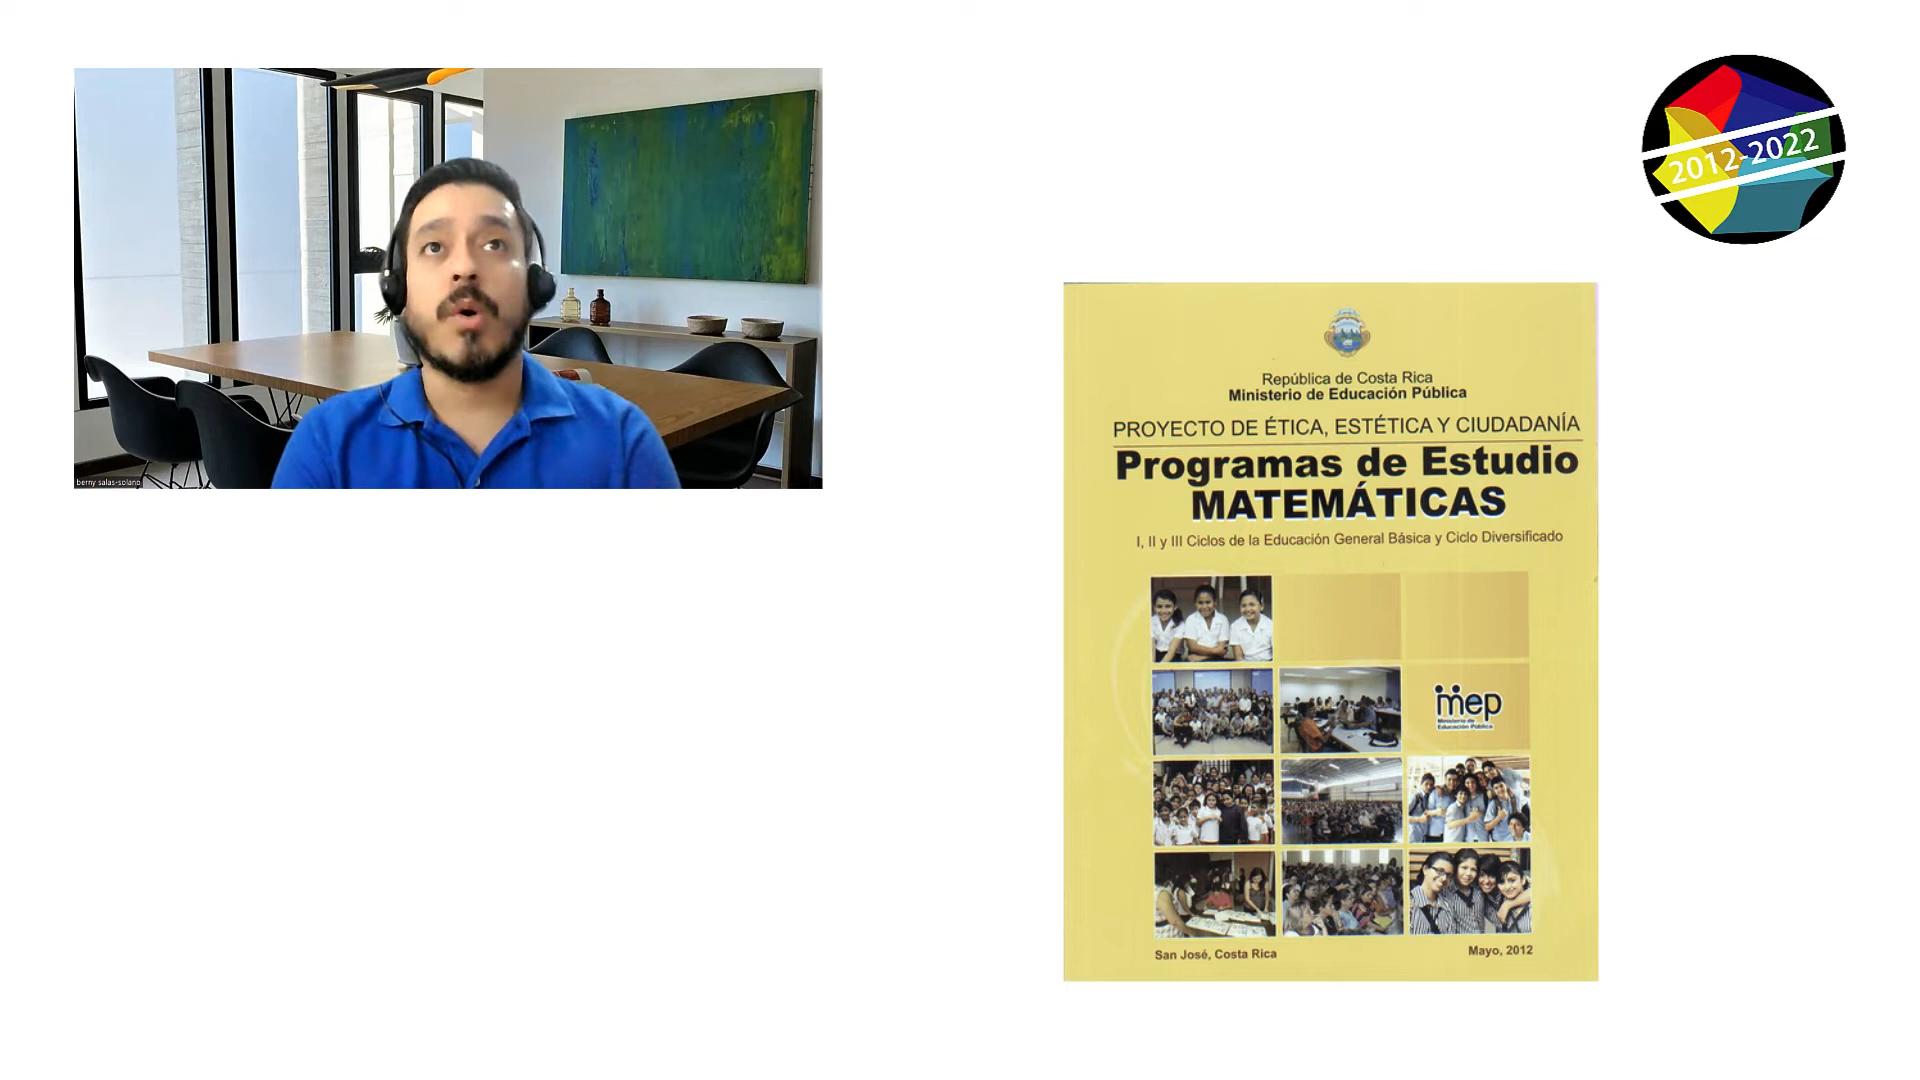 berny salas-solano
2012-2022
República de Costa Rica
Ministerio de Educación Pública
PROYECTO DE ÉTICA, ESTÉTICA Y CIUDADANÍA
Programas de Estudio
MATEMÁTICAS
I, II y III Ciclos de la Educación General Básica y Ciclo Diversificado
mep
Ministerio de
Educación Pública
San José, Costa Rica
Mayo, 2012